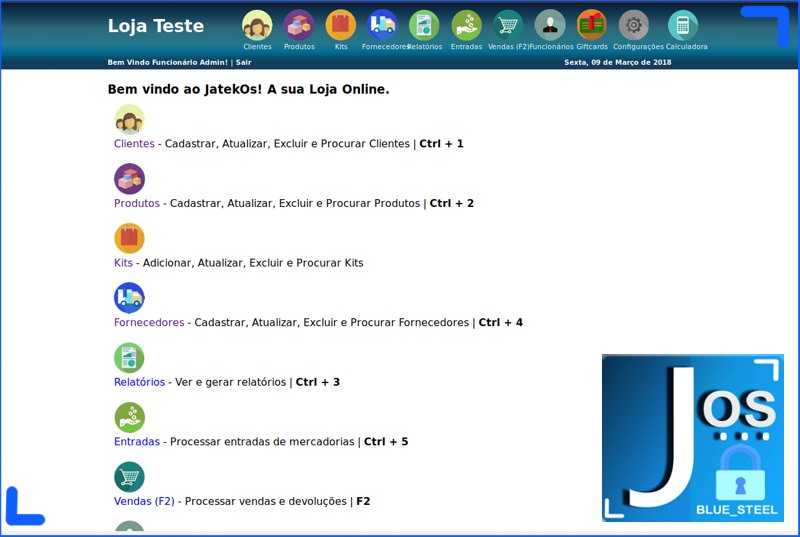 Loja Teste
Clientes Produtos Kits Fornecedores Relatórios Entradas Vendas (F2) Funcionários Giftcards Configurações Calculadora
Bem Vindo Funcionário Admin! | Sair
Sexta, 09 de Março de 2018
Bem vindo ao JatekOs! A sua Loja Online.
Clientes - Cadastrar, Atualizar, Excluir e Procurar Clientes | Ctrl + 1
Produtos - Cadastrar, Atualizar, Excluir e Procurar Produtos | Ctrl + 2
Kits - Adicionar, Atualizar, Excluir e Procurar Kits
Fornecedores - Cadastrar, Atualizar, Excluir e Procurar Fornecedores | Ctrl + 4
Relatórios - Ver e gerar relatórios | Ctrl + 3
Entradas - Processar entradas de mercadorias | Ctrl + 5
Vendas (F2) - Processar vendas e devoluções | F2
Jos
BLUE_STEEL